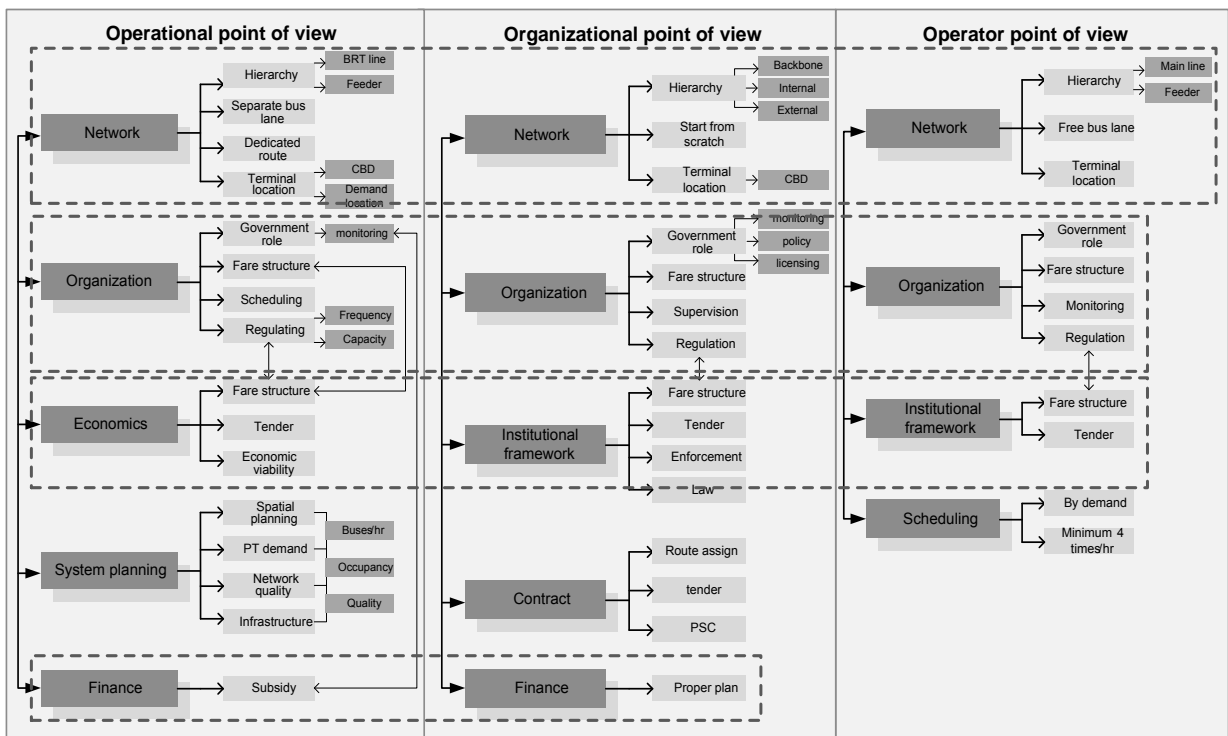 Operational point of view
Network
Hierarchy
BRT line
Feeder
Separate bus
lane
Dedicated
route
Terminal
location
CBD
Demand
location
Organization
Government
role
monitoring
Fare structure
Scheduling
Regulating
Frequency
Capacity
Economics
Fare structure
Tender
Economic
viability
System planning
Spatial
planning
PT demand
Network
quality
Infrastructure
Buses/hr
Occupancy
Quality
Finance
Subsidy
Organizational point of view
Network
Hierarchy
Backbone
Internal
External
Start from
scratch
Terminal
location
CBD
Organization
Government
role
monitoring
policy
licensing
Fare structure
Supervision
Regulation
Institutional
framework
Fare structure
Tender
Enforcement
Law
Contract
Route assign
tender
PSC
Finance
Proper plan
Operator point of view
Network
Hierarchy
Main line
Feeder
Free bus lane
Terminal
location
Organization
Government
role
Fare structure
Monitoring
Regulation
Institutional
framework
Fare structure
Tender
Scheduling
By demand
Minimum 4
times/hr